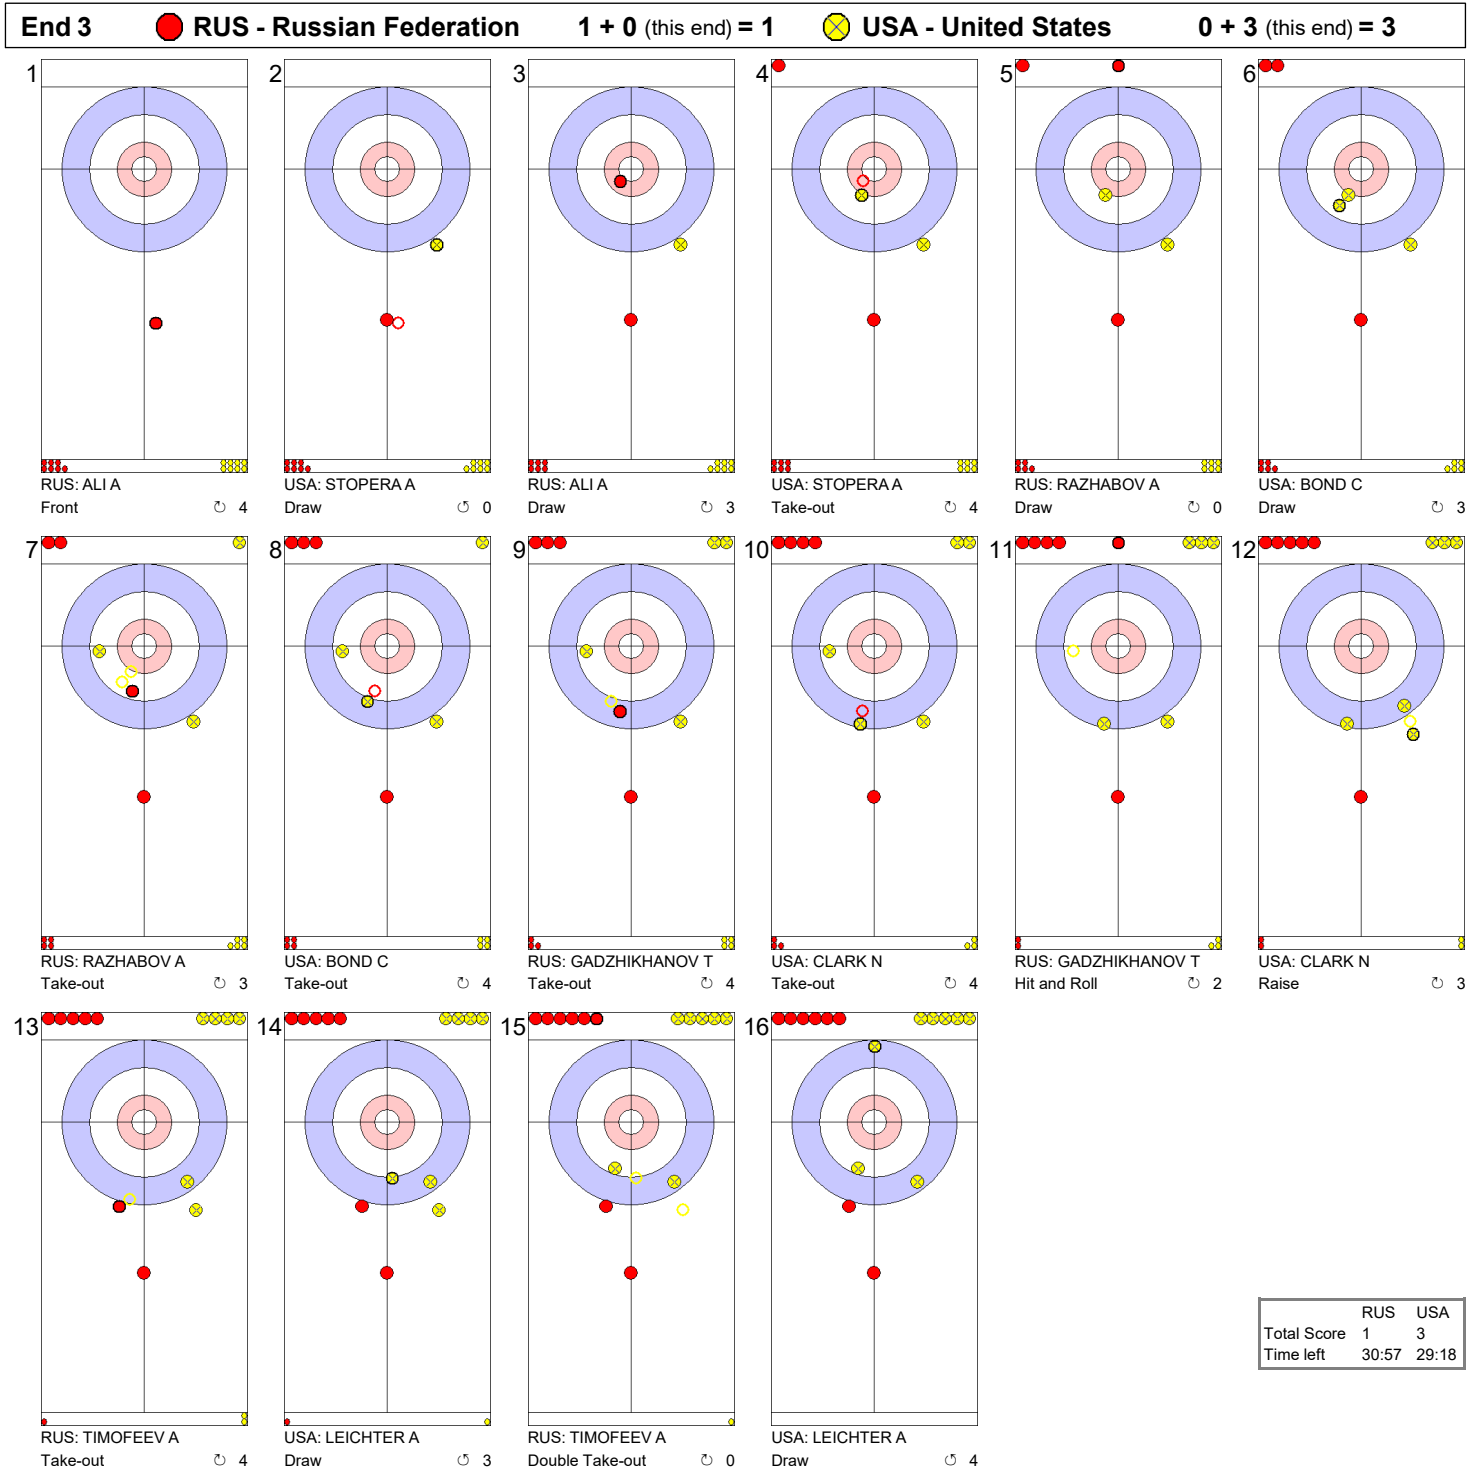 End 3 RUS - Russian Federation 1 + 0 (this end) = 1 USA - United States 0 + 3 (this end) = 3
1 2 3 4 5 6
RUS: ALI A USA: STOPERA A RUS: ALI A USA: STOPERA A RUS: RAZHABOV A USA: BOND C
Front ↻ 4 Draw ↺ 0 Draw ↻ 3 Take-out ↻ 4 Draw ↻ 0 Draw ↻ 3
7 8 9 10 11 12
RUS: RAZHABOV A USA: BOND C RUS: GADZHIKHANOV T USA: CLARK N RUS: GADZHIKHANOV T USA: CLARK N
Take-out ↻ 3 Take-out ↻ 4 Take-out ↻ 4 Take-out ↻ 4 Hit and Roll ↻ 2 Raise ↻ 3
13 14 15 16
RUS USA
Total Score 1 3
Time left 30:57 29:18
RUS: TIMOFEEV A USA: LEICHTER A RUS: TIMOFEEV A USA: LEICHTER A
Take-out ↻ 4 Draw ↺ 3 Double Take-out ↻ 0 Draw ↺ 4